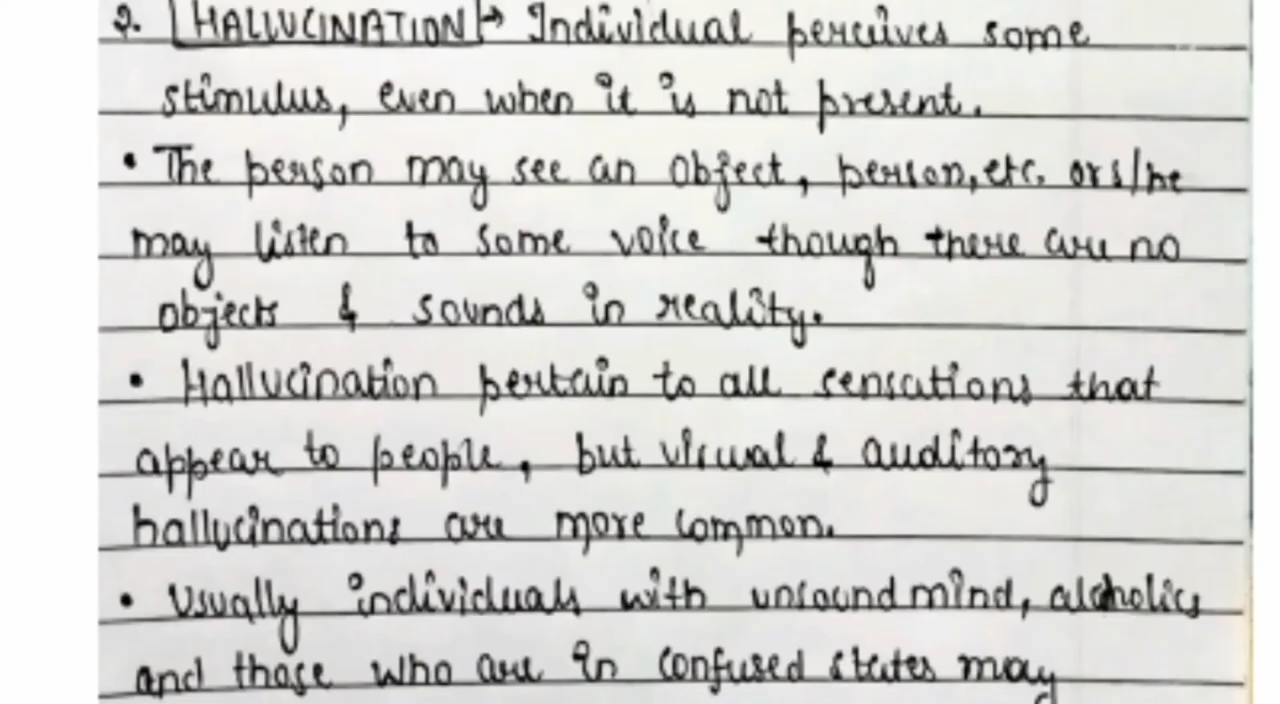 2. HALLUCINATION → Individual perceives some
stimulus, even when it is not present.
• The person may see an object, person, etc. or s/he
may listen to some voice though there are no
objects & sounds in reality.
• Hallucination pertain to all sensations that
appear to people, but visual & auditory
hallucinations are more common.
• Usually individuals with unsound mind, alcholics
and those who are in confused states may